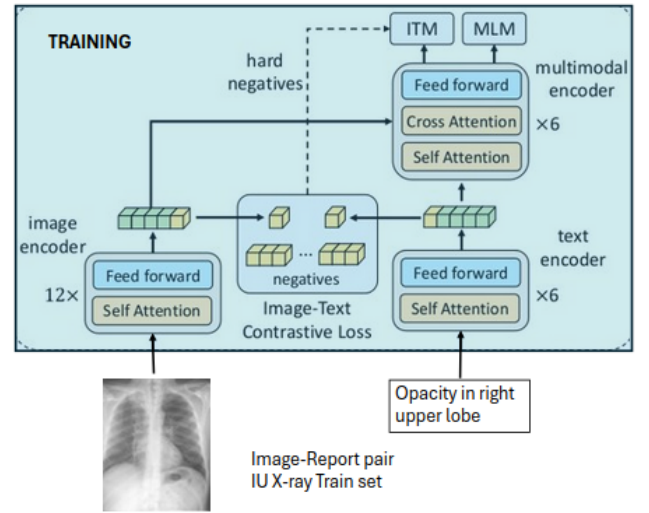 TRAINING
ITM
MLM
hard
negatives
Feed forward
Cross Attention
Self Attention
multimodal
encoder
×6
image
encoder
12×
Feed forward
Self Attention
negatives
...
Image-Text
Contrastive Loss
Feed forward
Self Attention
text
encoder
×6
Opacity in right
upper lobe
Image-Report pair
IU X-ray Train set